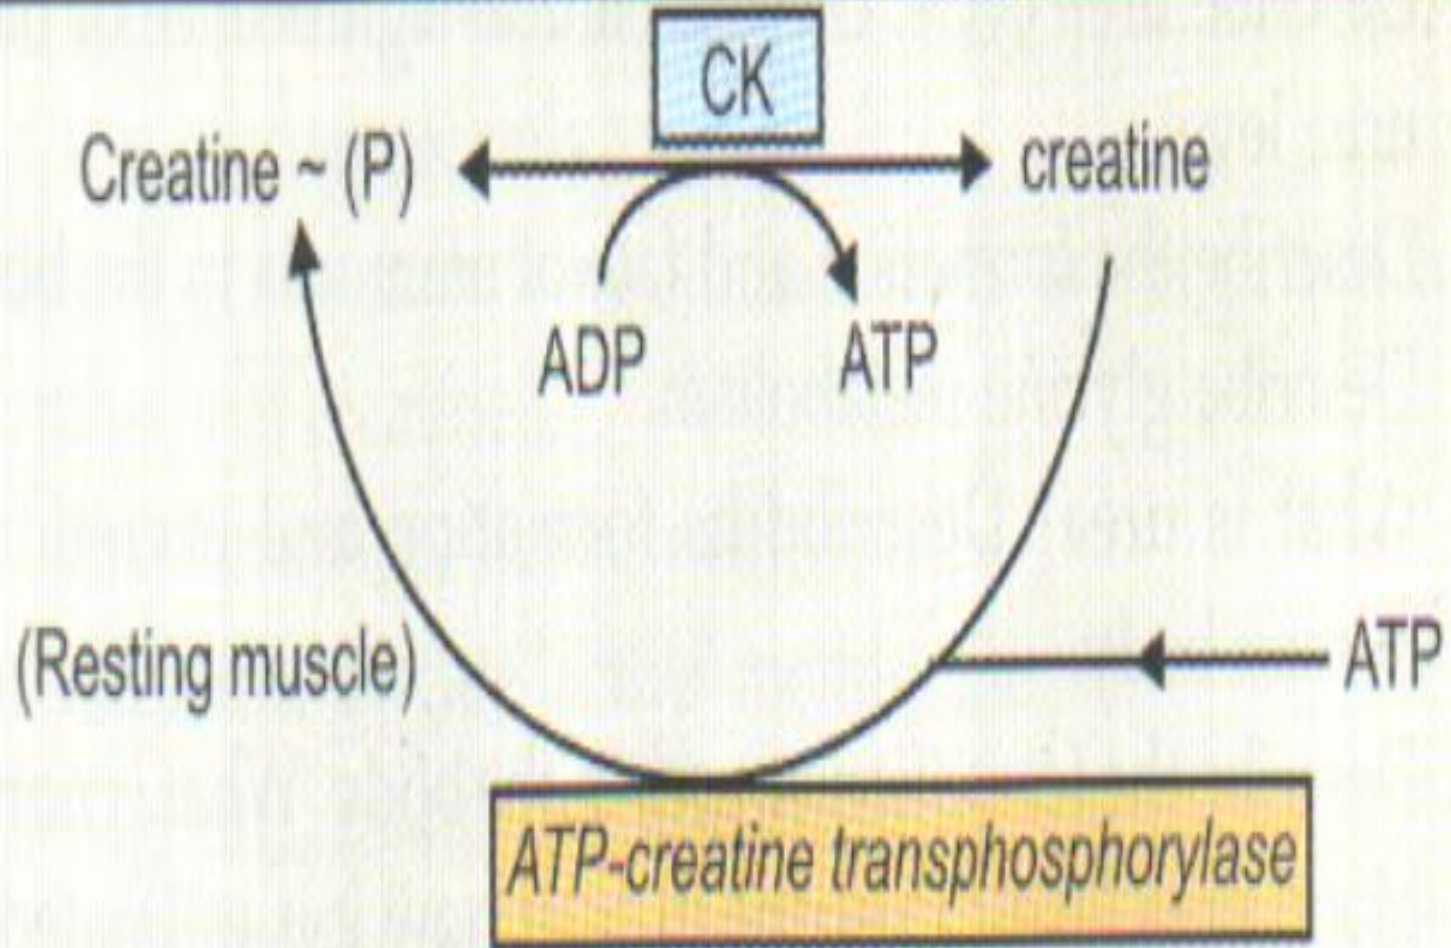 CK
Creatine ~ (P)
creatine
ADP
ATP
(Resting muscle)
ATP
ATP-creatine transphosphorylase